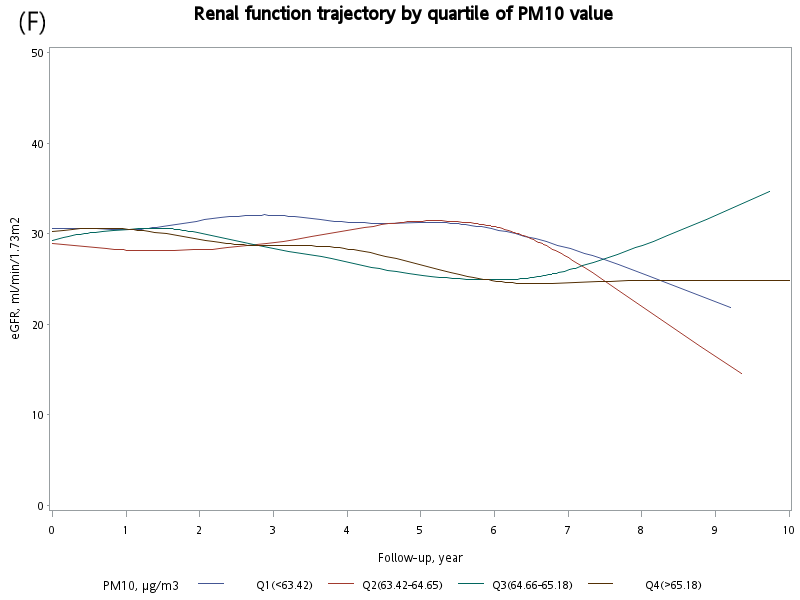 (F)
Renal function trajectory by quartile of PM10 value
eGFR, ml/min/1.73m2
50
40
30
20
10
0
0 1 2 3 4 5 6 7 8 9 10
Follow-up, year
PM10, µg/m3 Q1(<63.42) Q2(63.42-64.65) Q3(64.66-65.18) Q4(>65.18)